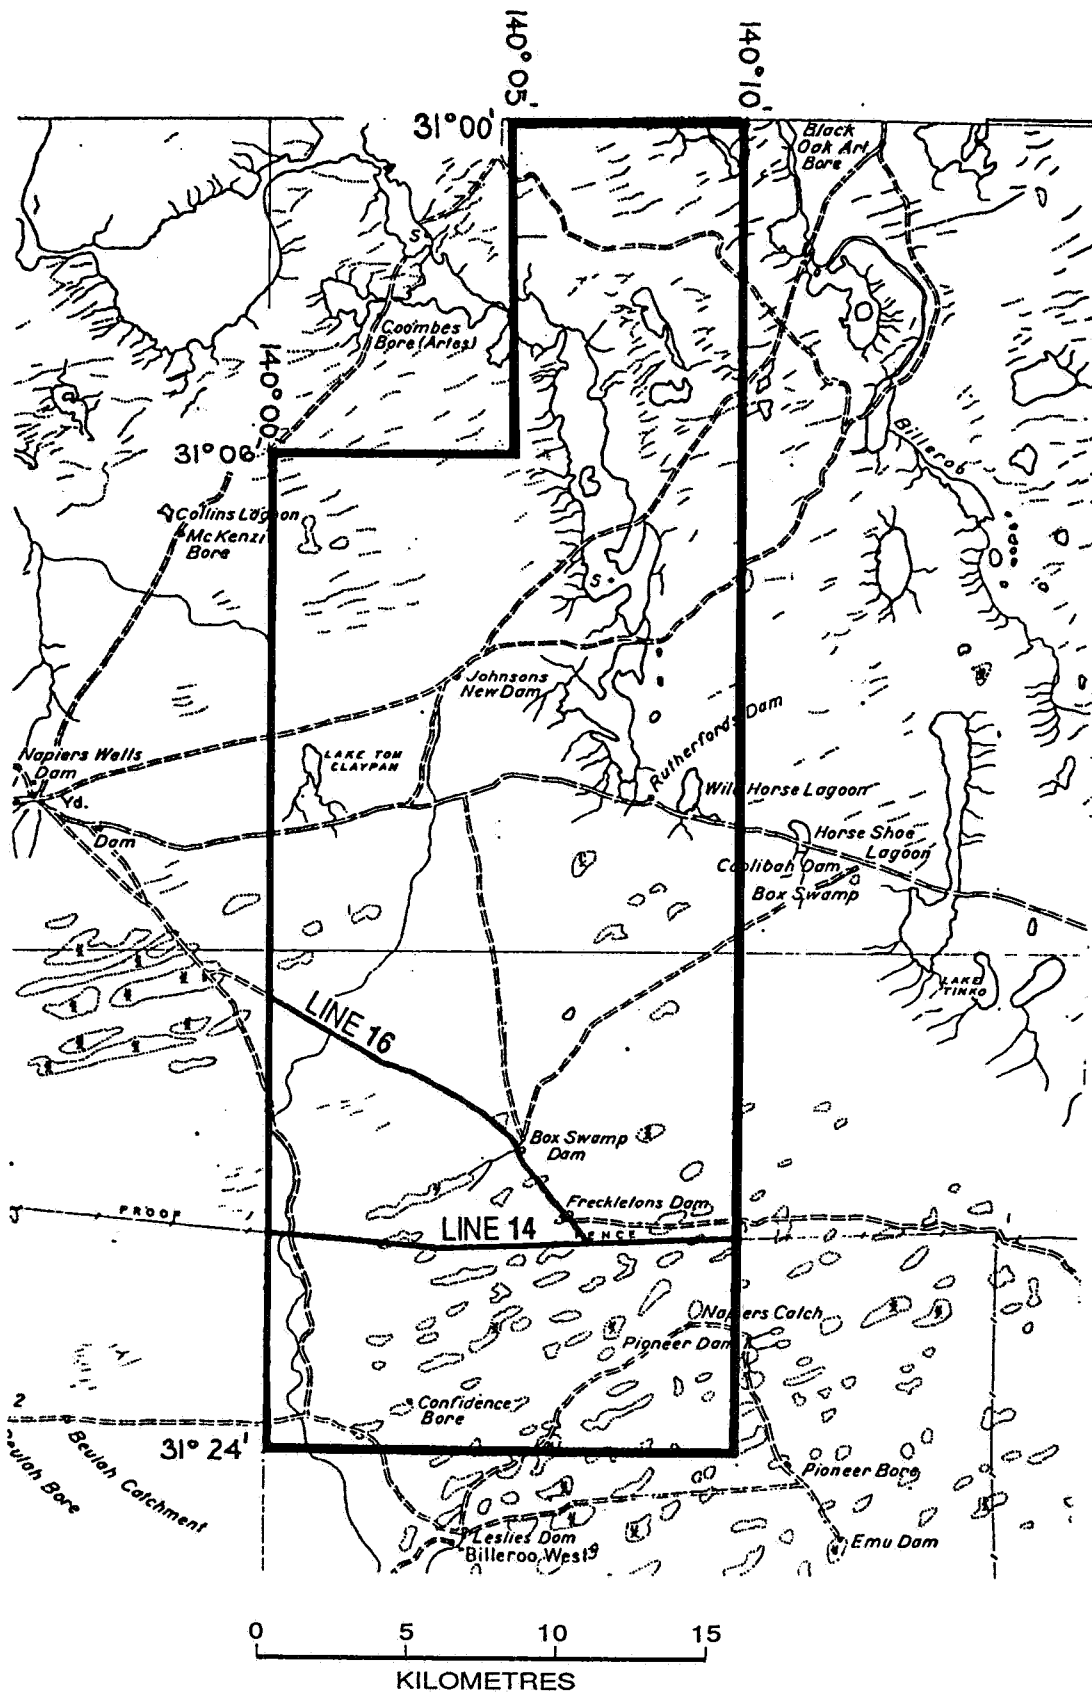 140° 05'
140° 10'
31° 00'
Black
Oak Art
Bore
S
Coombes
Bore (Artes)
140° 00'
31° 06'
Billeroo
Collins Lagoon
McKenzi
Bore
S
Johnsons
New Dam
Rutherfords Dam
Napiers Wells
Dam
LAKE TOM
CLAYPAN
Wild Horse Lagoon
Yd.
Dam
Horse Shoe
Lagoon
Coolibah Dam
Box Swamp
LAKE
TINKO
LINE 16
Box Swamp
Dam
Freckletons Dam
PROOF
LINE 14
FENCE
Napiers Catch
Pioneer Dam
Confidence
Bore
2
31° 24'
Beulah Catchment
eulah Bore
Pioneer Bore
Leslies Dam
Billeroo West
Emu Dam
0 5 10 15
KILOMETRES